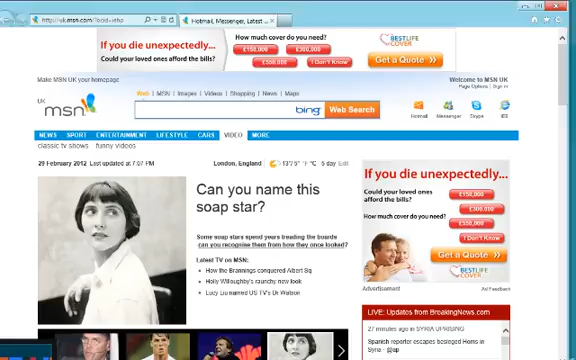 http://uk.msn.com/?ocid=iehp
Hotmail, Messenger, Latest ...
If you die unexpectedly...
Could your loved ones afford the bills?
How much cover do you need?
£150,000
£300,000
£500,000
I Don't Know
BESTLIFE
COVER
Get a Quote
Make MSN UK your homepage
Welcome to MSN UK
Page Options | Sign in
UK
msn
Web | MSN | Images | Videos | Shopping | News | Maps
bing
Web Search
Hotmail
Messenger
Skype
NEWS SPORT ENTERTAINMENT LIFESTYLE CARS VIDEO MORE
classic tv shows funny videos
29 February 2012 Last updated at 7:07 PM
London, England
5 day Edit
Can you name this
soap star?
Some soap stars spend years treading the boards
can you recognise them from how they once looked?
Latest TV on MSN:
How the Brannings conquered Albert Sq
Holly Willoughby's raunchy new look
Lucy Liu named US TV's Dr Watson
If you die unexpectedly...
Could your loved ones
afford the bills?
How much cover do you need?
£150,000
£300,000
I Don't Know
Get a Quote
BESTLIFE
COVER
Advertisement
Ad Feedback
LIVE: Updates from BreakingNews.com
27 minutes ago in SYRIA UPRISING
Spanish reporter escapes besieged Homs in
Syria - @ap